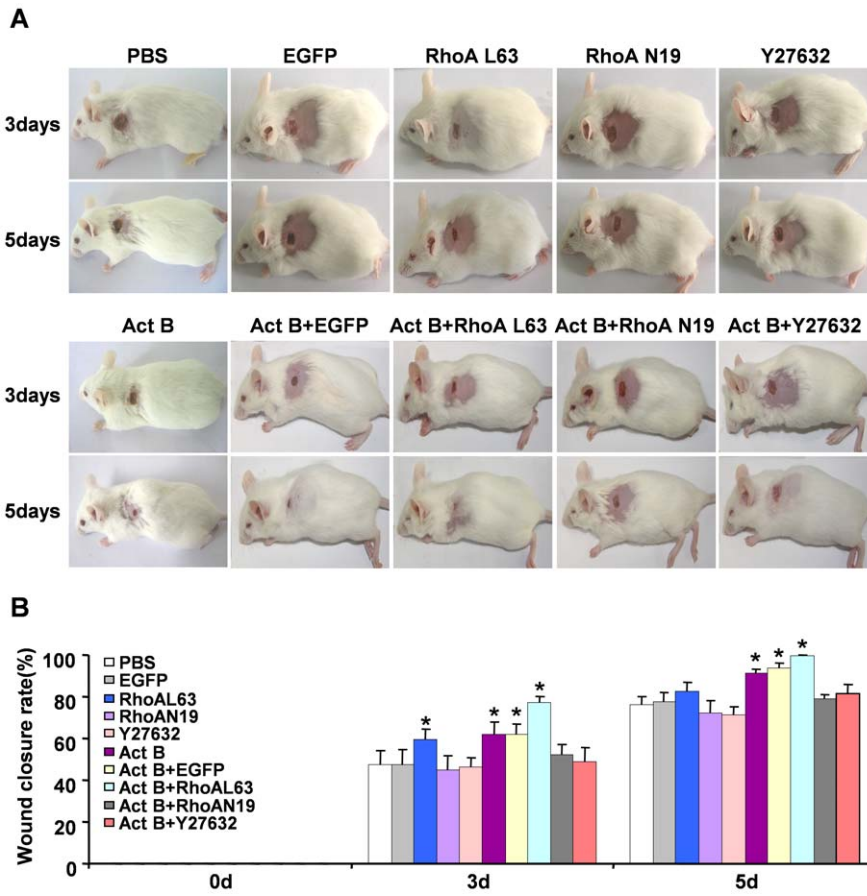 A
PBS EGFP RhoA L63 RhoA N19 Y27632
3days
5days
Act B Act B+EGFP Act B+RhoA L63 Act B+RhoA N19 Act B+Y27632
3days
5days
B
Wound closure rate(%)
100
80
60
40
20
0
PBS
EGFP
RhoAL63
RhoAN19
Y27632
Act B
Act B+EGFP
Act B+RhoAL63
Act B+RhoAN19
Act B+Y27632
* * * *
* * *
0d 3d 5d